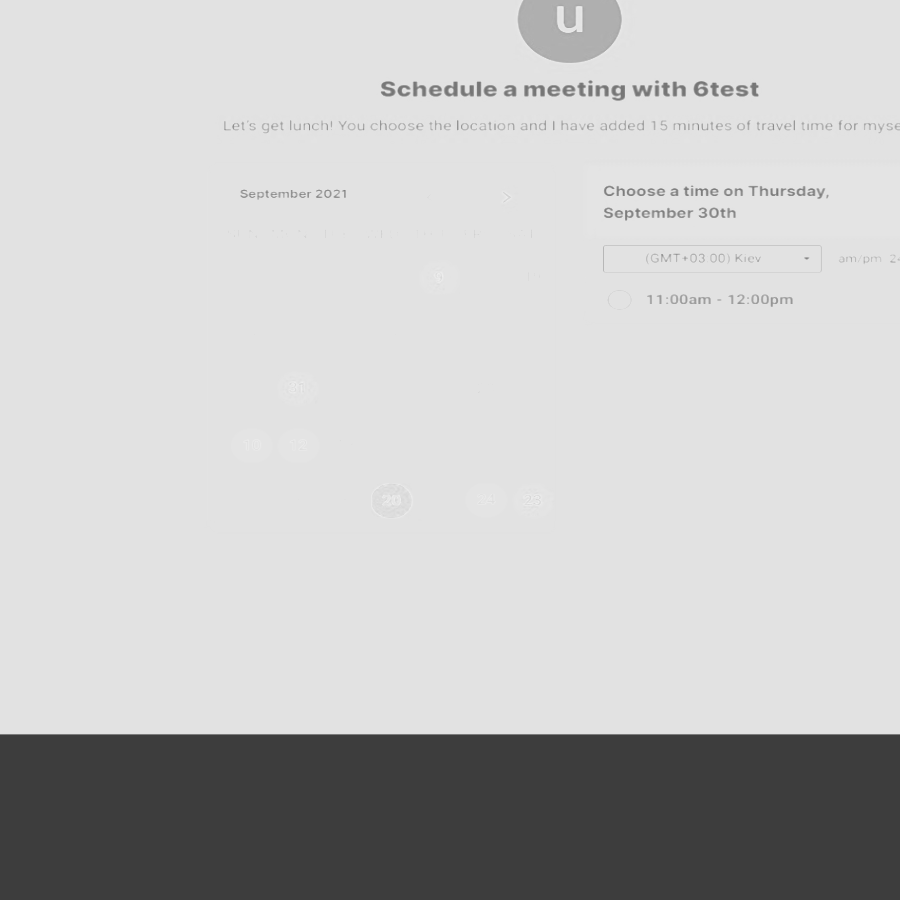 u
Schedule a meeting with 6test
Let's get lunch! You choose the location and I have added 15 minutes of travel time for myse
September 2021 >
Choose a time on Thursday,
September 30th
(GMT+03:00) Kiev
am/pm
11:00am - 12:00pm
20